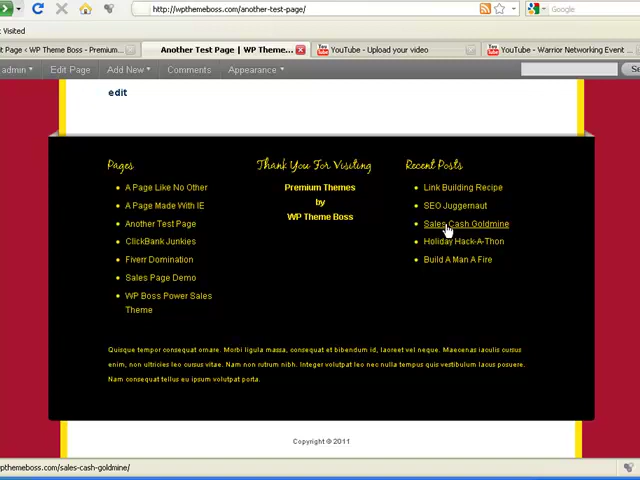 http://wpthemeboss.com/another-test-page/
Google
Visited
Page < WP Theme Boss - Premium...
Another Test Page | WP Theme...
YouTube - Upload your video
YouTube - Warrior Networking Event ...
admin
Edit Page
Add New
Comments
Appearance
edit
Pages
A Page Like No Other
A Page Made With IE
Another Test Page
ClickBank Junkies
Fiverr Domination
Sales Page Demo
WP Boss Power Sales
Theme
Thank You For Visiting
Premium Themes
by
WP Theme Boss
Recent Posts
Link Building Recipe
SEO Juggernaut
Sales Cash Goldmine
Holiday Hack-A-Thon
Build A Man A Fire
Quisque tempor consequat ornare. Morbi ligula massa, consequat et bibendum id, laoreet vel neque. Maecenas iaculis cursus
enim, non ultricies leo cursus vitae. Nam non rutrum nibh. Integer volutpat leo nec nulla tempus quis vestibulum lacus posuere.
Nam consequat tellus eu ipsum volutpat porta.
Copyright © 2011
pthemeboss.com/sales-cash-goldmine/